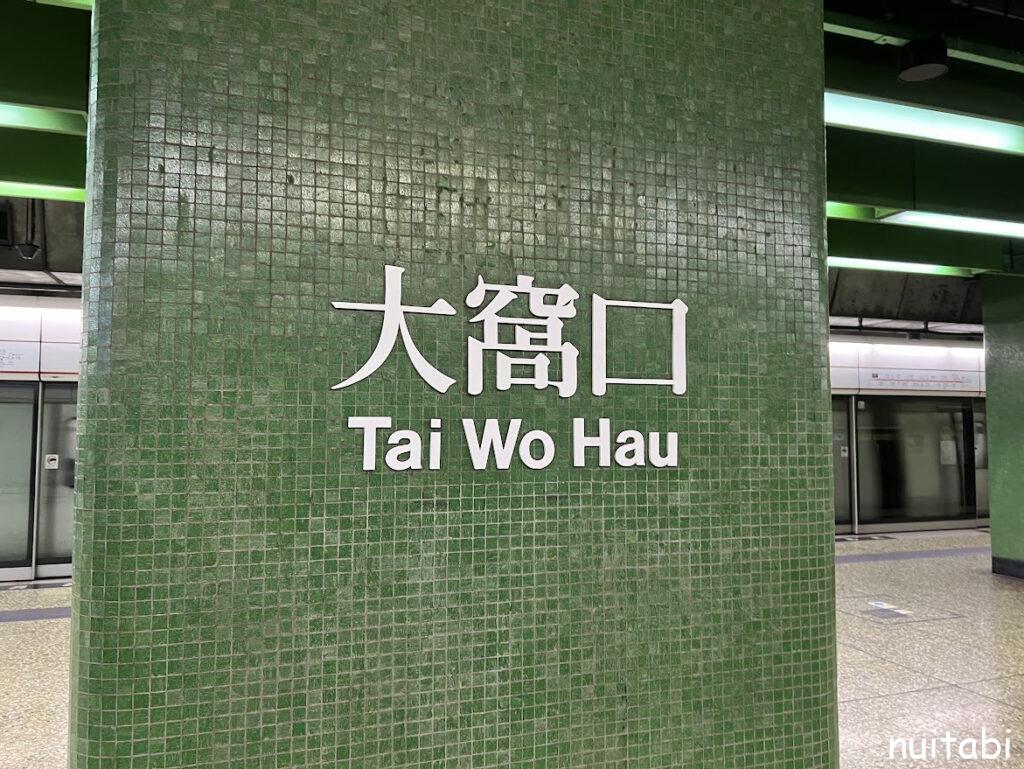 大窩口
Tai Wo Hau
nuitabi